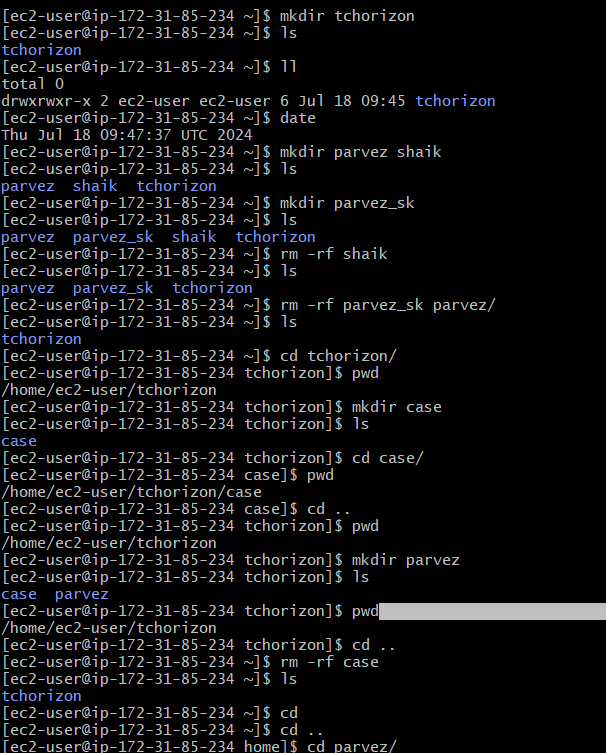 [ec2-user@ip-172-31-85-234 ~]$ mkdir tchorizon
[ec2-user@ip-172-31-85-234 ~]$ ls
tchorizon
[ec2-user@ip-172-31-85-234 ~]$ ll
total 0
drwxrwxr-x 2 ec2-user ec2-user 6 Jul 18 09:45 tchorizon
[ec2-user@ip-172-31-85-234 ~]$ date
Thu Jul 18 09:47:37 UTC 2024
[ec2-user@ip-172-31-85-234 ~]$ mkdir parvez shaik
[ec2-user@ip-172-31-85-234 ~]$ ls
parvez  shaik  tchorizon
[ec2-user@ip-172-31-85-234 ~]$ mkdir parvez_sk
[ec2-user@ip-172-31-85-234 ~]$ ls
parvez  parvez_sk  shaik  tchorizon
[ec2-user@ip-172-31-85-234 ~]$ rm -rf shaik
[ec2-user@ip-172-31-85-234 ~]$ ls
parvez  parvez_sk  tchorizon
[ec2-user@ip-172-31-85-234 ~]$ rm -rf parvez_sk parvez/
[ec2-user@ip-172-31-85-234 ~]$ ls
tchorizon
[ec2-user@ip-172-31-85-234 ~]$ cd tchorizon/
[ec2-user@ip-172-31-85-234 tchorizon]$ pwd
/home/ec2-user/tchorizon
[ec2-user@ip-172-31-85-234 tchorizon]$ mkdir case
[ec2-user@ip-172-31-85-234 tchorizon]$ ls
case
[ec2-user@ip-172-31-85-234 tchorizon]$ cd case/
[ec2-user@ip-172-31-85-234 case]$ pwd
/home/ec2-user/tchorizon/case
[ec2-user@ip-172-31-85-234 case]$ cd ..
[ec2-user@ip-172-31-85-234 tchorizon]$ pwd
/home/ec2-user/tchorizon
[ec2-user@ip-172-31-85-234 tchorizon]$ mkdir parvez
[ec2-user@ip-172-31-85-234 tchorizon]$ ls
case  parvez
[ec2-user@ip-172-31-85-234 tchorizon]$ pwd
/home/ec2-user/tchorizon
[ec2-user@ip-172-31-85-234 tchorizon]$ cd ..
[ec2-user@ip-172-31-85-234 ~]$ rm -rf case
[ec2-user@ip-172-31-85-234 ~]$ ls
tchorizon
[ec2-user@ip-172-31-85-234 ~]$ cd
[ec2-user@ip-172-31-85-234 ~]$ cd ..
[ec2-user@ip-172-31-85-234 home]$ cd parvez/